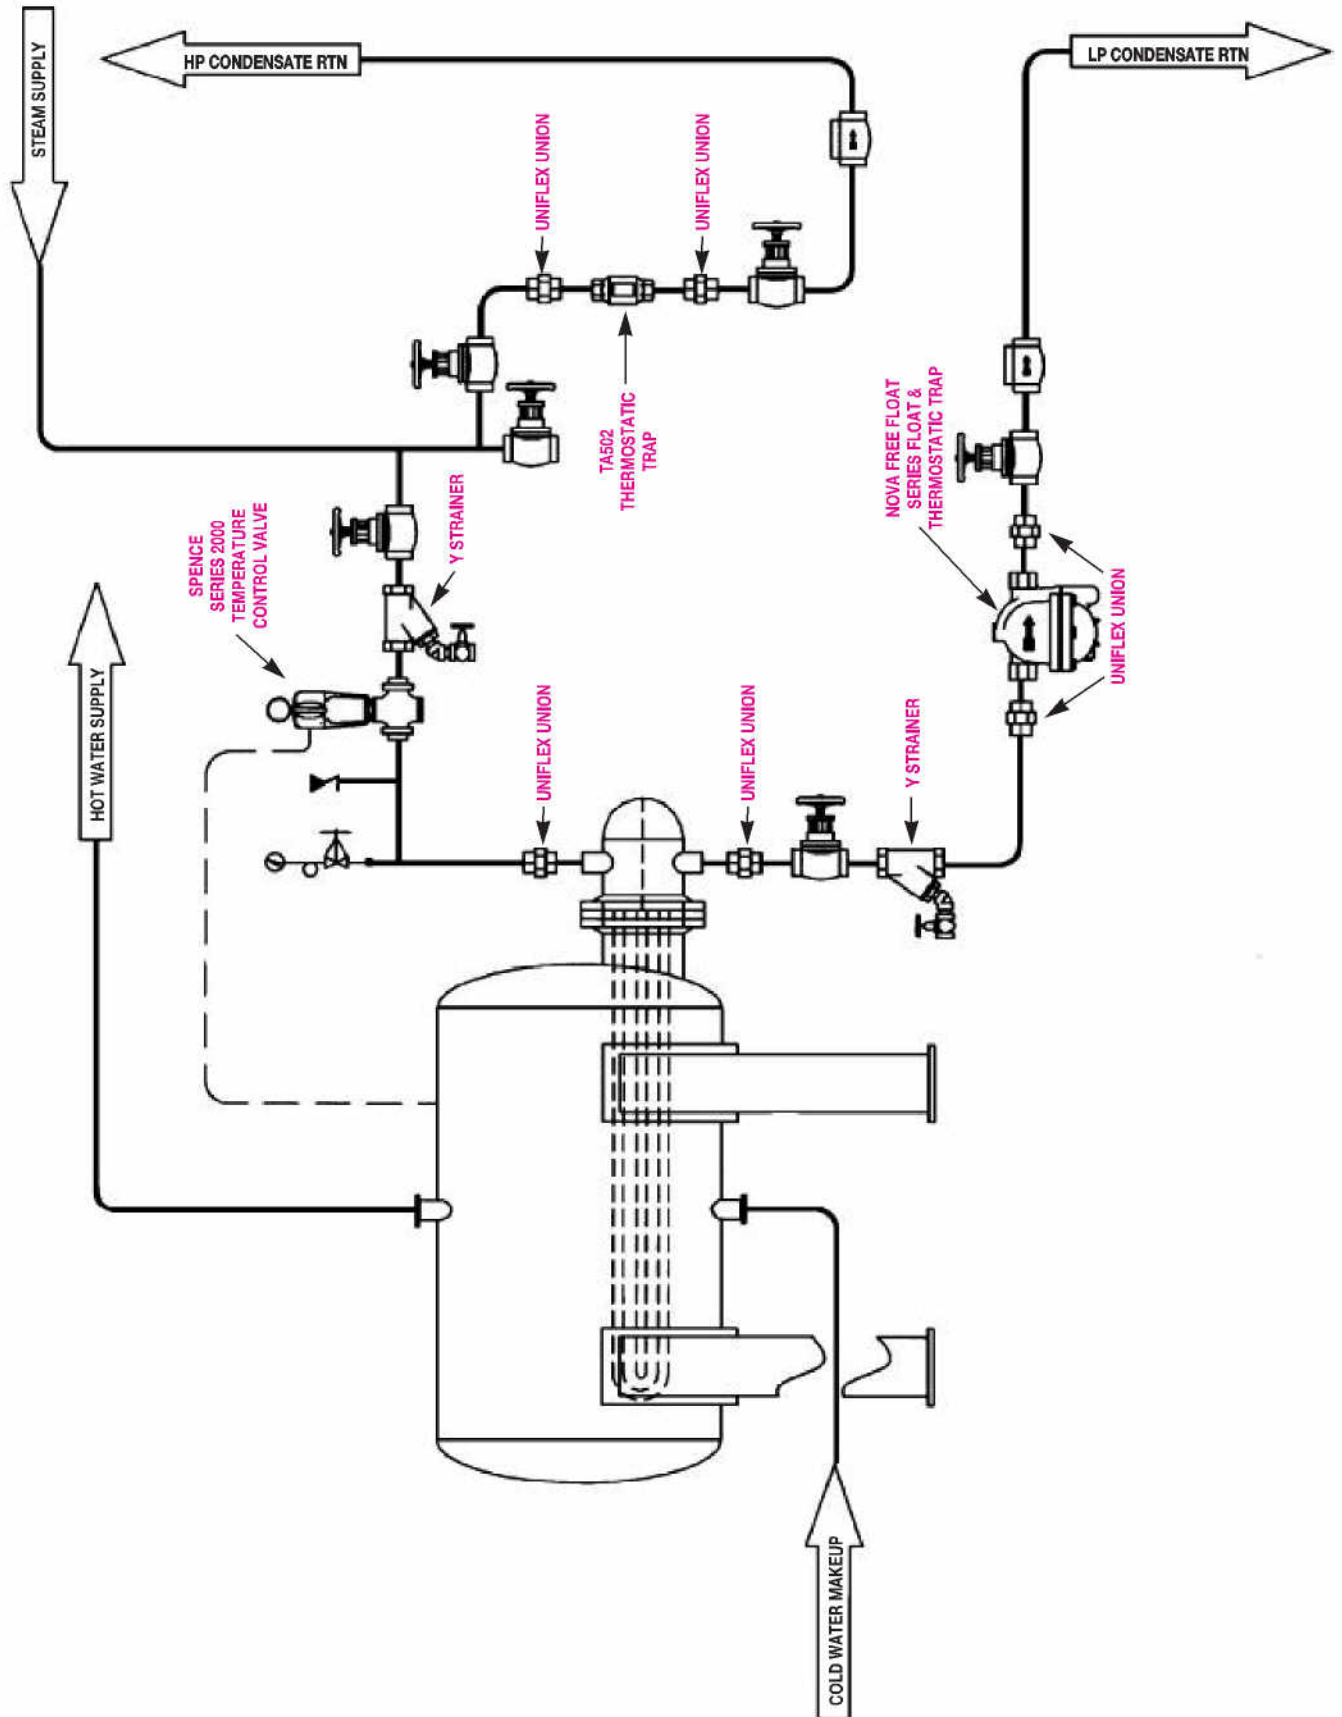 STEAM SUPPLY
HP CONDENSATE RTN
LP CONDENSATE RTN
UNIFLEX UNION
UNIFLEX UNION
TA502
THERMOSTATIC
TRAP
NOVA FREE FLOAT
SERIES FLOAT &
THERMOSTATIC TRAP
SPENCE
SERIES 2000
TEMPERATURE
CONTROL VALVE
Y STRAINER
UNIFLEX UNION
HOT WATER SUPPLY
UNIFLEX UNION
UNIFLEX UNION
Y STRAINER
COLD WATER MAKEUP